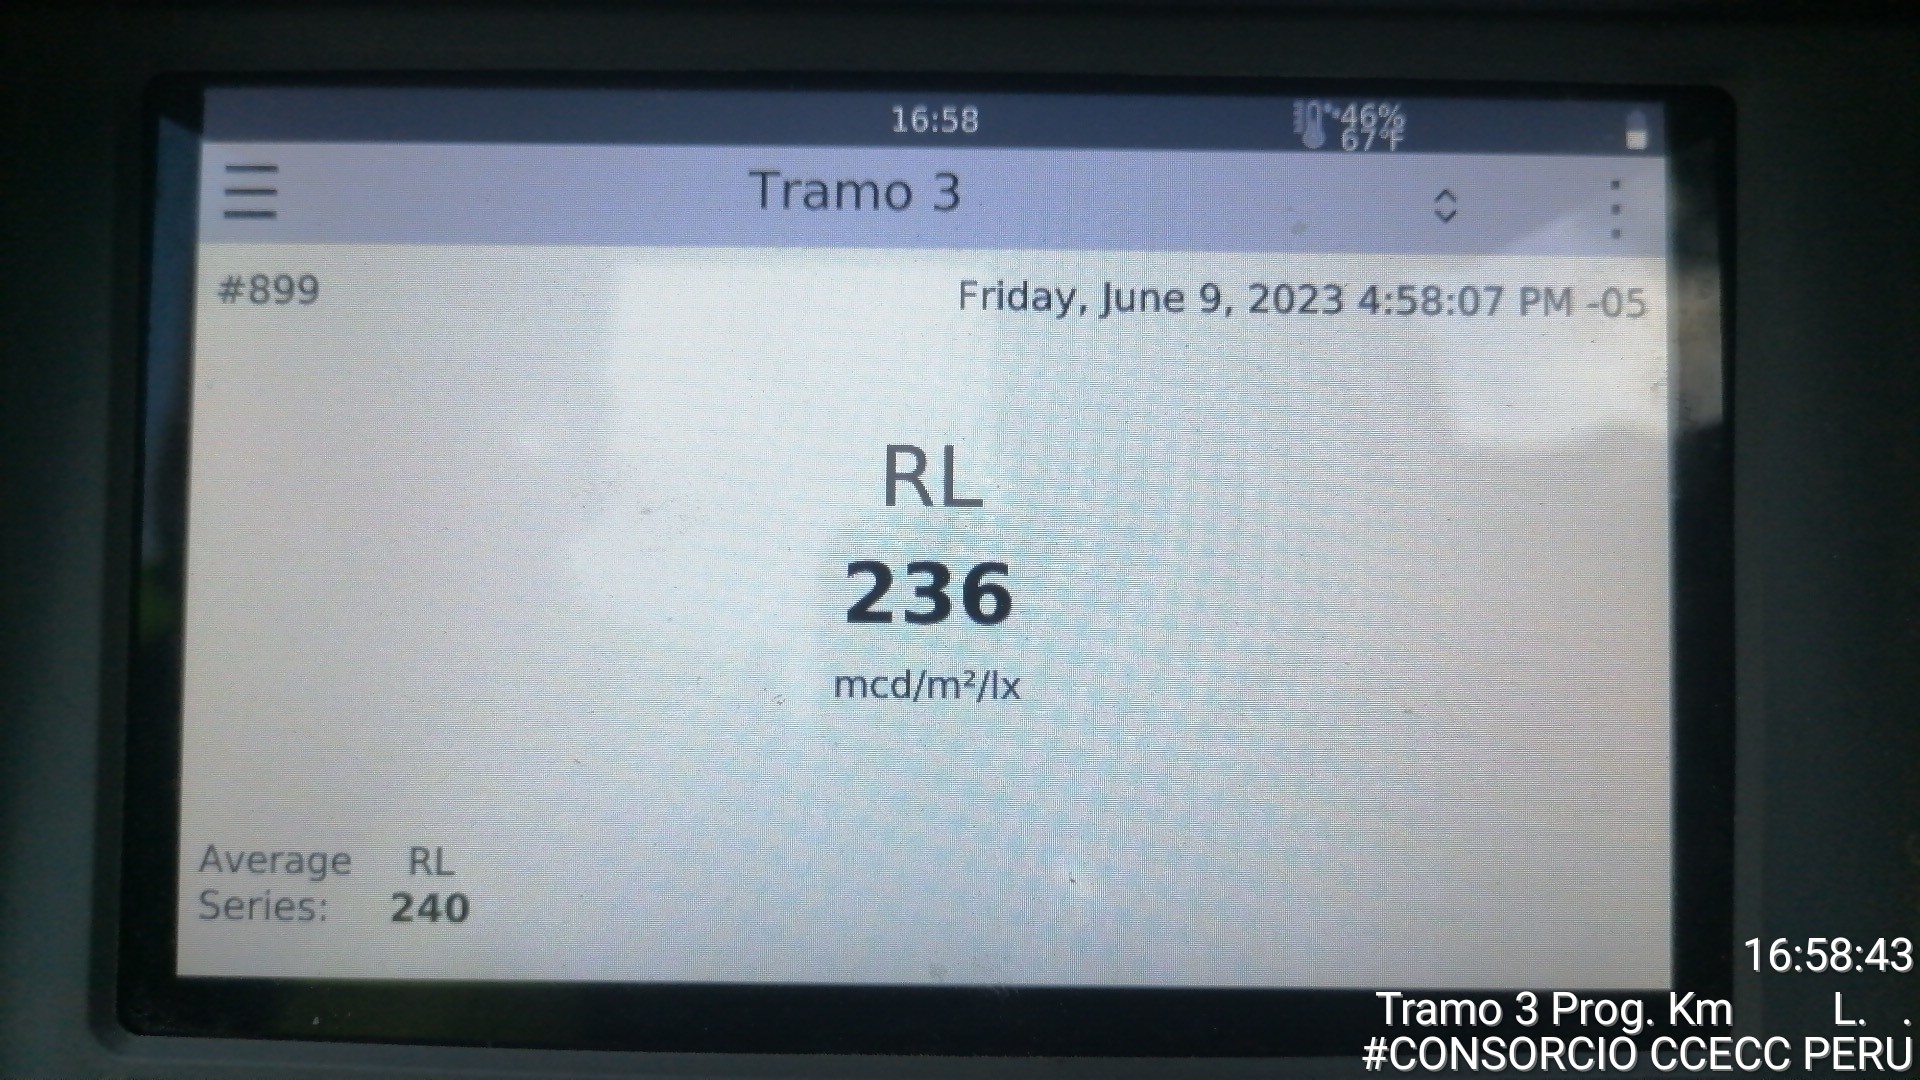 16:58
46%
67°F
Tramo 3
#899
Friday, June 9, 2023 4:58:07 PM -05
RL
236
mcd/m²/lx
Average RL
Series: 240
16:58:43
Tramo 3 Prog. Km L. .
#CONSORCIO CCECC PERU